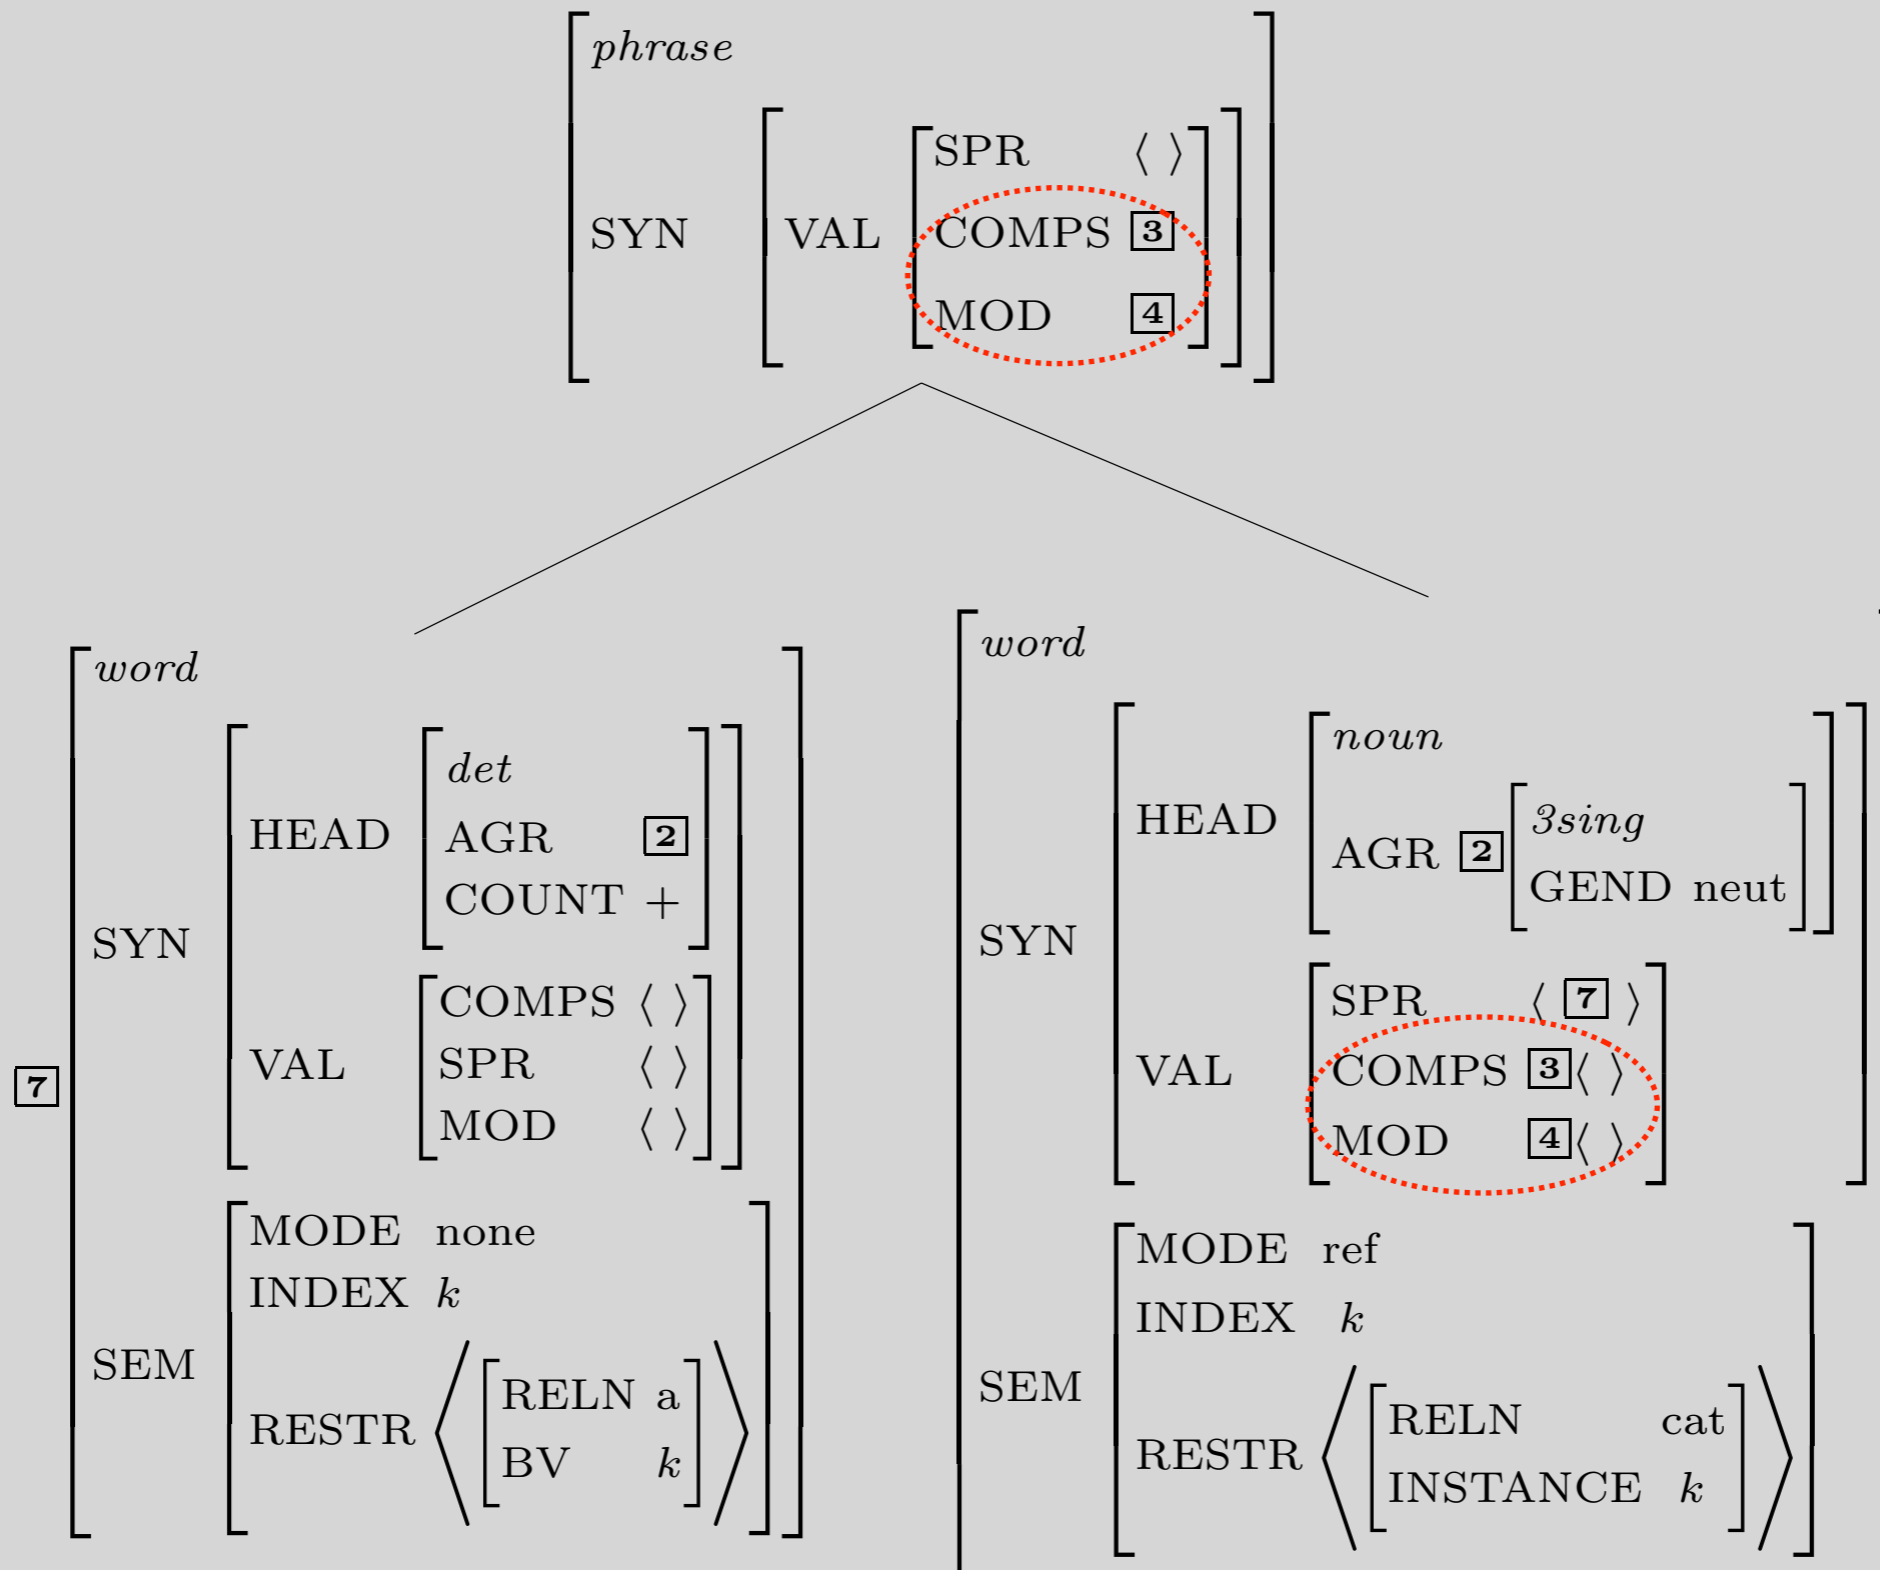 phrase
SPR ⟨ ⟩
SYN VAL COMPS 3
MOD 4
word
HEAD det
AGR 2
COUNT +
SYN
VAL COMPS ⟨ ⟩
SPR ⟨ ⟩
MOD ⟨ ⟩
7
MODE none
INDEX k
SEM
RESTR ⟨ RELN a
BV k ⟩
word
HEAD noun
AGR 2 3sing
GEND neut
SYN
SPR ⟨ 7 ⟩
VAL COMPS 3 ⟨ ⟩
MOD 4 ⟨ ⟩
MODE ref
INDEX k
SEM
RESTR ⟨ RELN cat
INSTANCE k ⟩